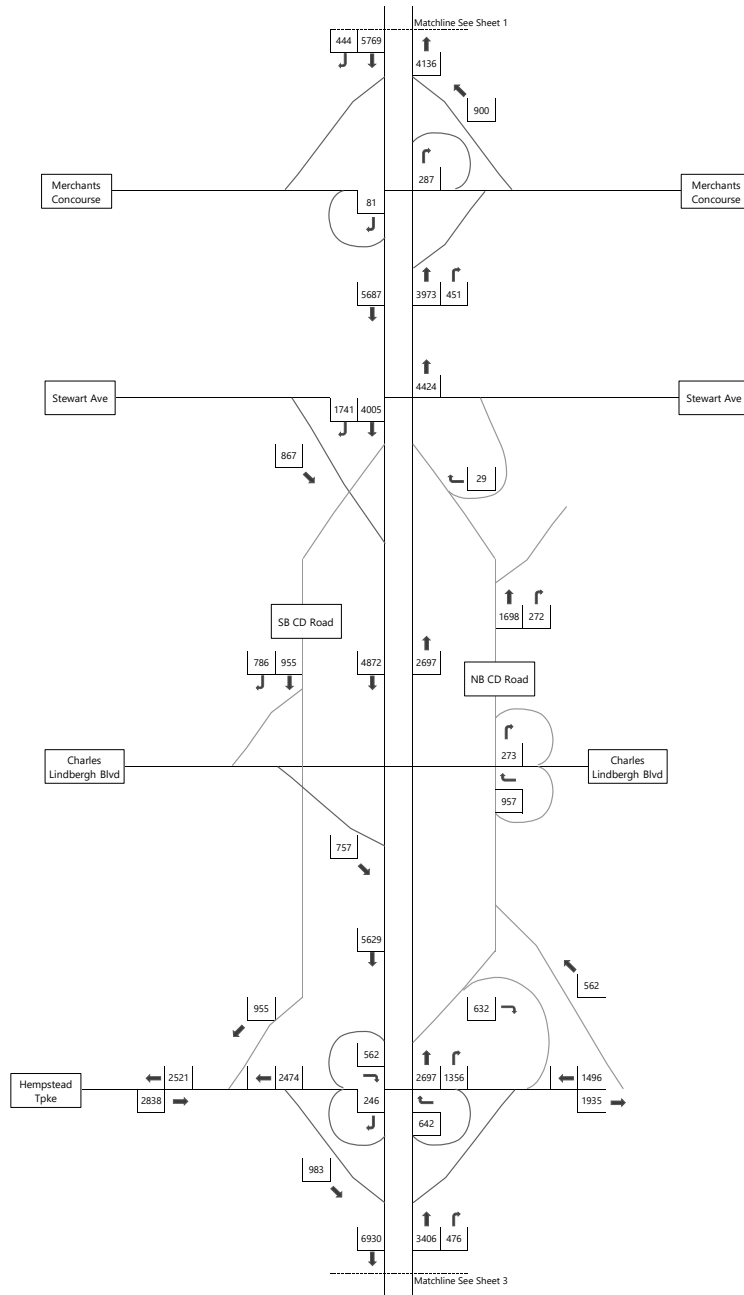 Matchline See Sheet 1
444 5769
4136
900
287
Merchants
Concourse
Merchants
Concourse
81
5687
3973 451
4424
Stewart Ave
Stewart Ave
1741 4005
867
29
1698 272
SB CD Road
786 955
4872
2697
NB CD Road
273
Charles
Lindbergh Blvd
Charles
Lindbergh Blvd
957
757
5629
562
955
632
562
2521
2474
2697 1356
1496
Hempstead
Tpke
2838
246
1935
642
983
6930
3406 476
Matchline See Sheet 3